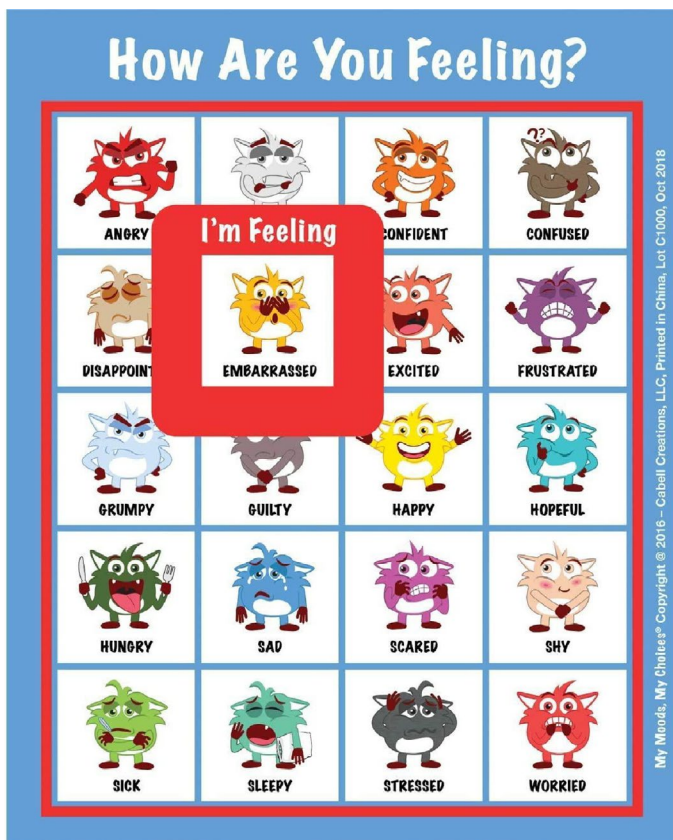 How Are You Feeling?
??
ANGRY
CONFIDENT
CONFUSED
I'm Feeling
EMBARRASSED
DISAPPOINT
EXCITED
FRUSTRATED
GRUMPY
GUILTY
HAPPY
HOPEFUL
HUNGRY
SAD
SCARED
SHY
SICK
SLEEPY
STRESSED
WORRIED
My Moods, My Choices® Copyright @ 2016 – Cabell Creations, LLC, Printed in China, Lot C1000, Oct 2018